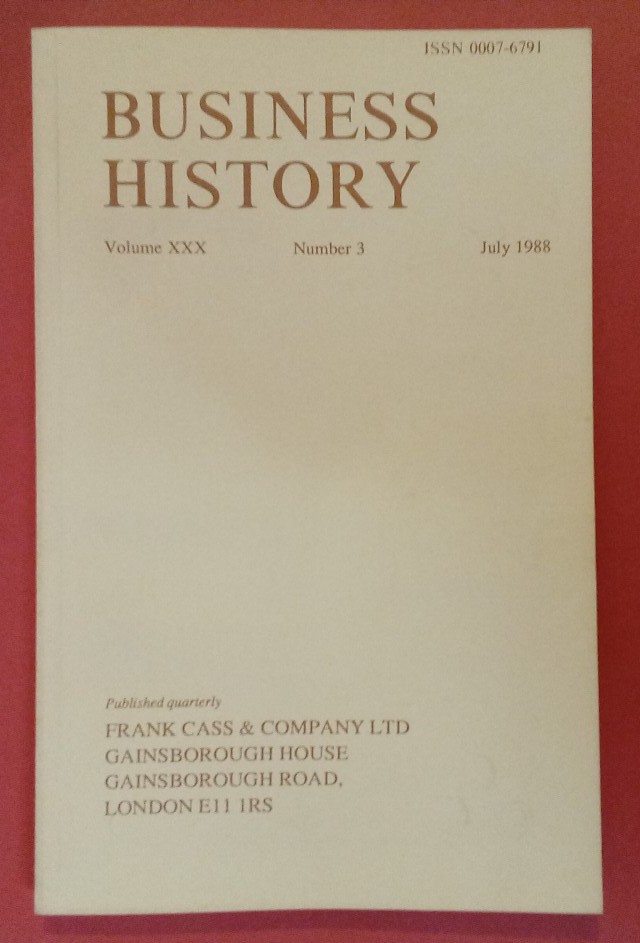 ISSN 0007-6791
BUSINESS
HISTORY
Volume XXX Number 3 July 1988
Published quarterly
FRANK CASS & COMPANY LTD
GAINSBOROUGH HOUSE
GAINSBOROUGH ROAD,
LONDON E11 1RS